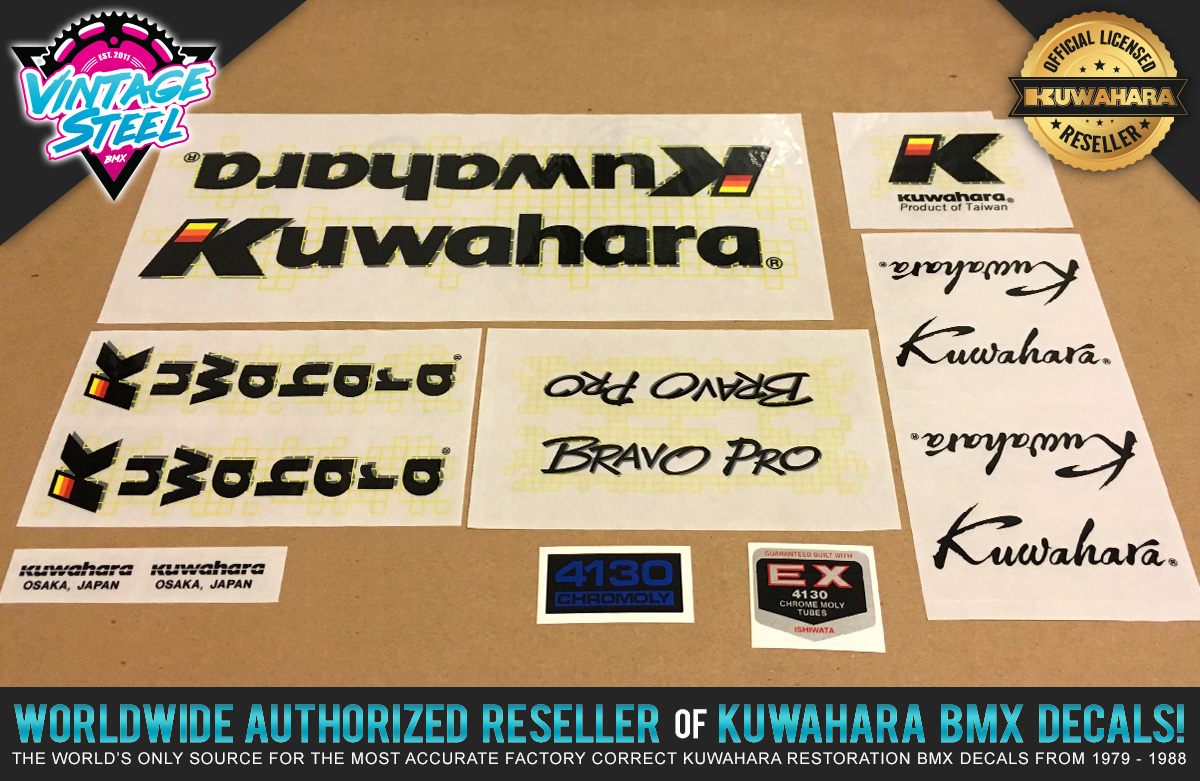 EST. 2011
VINTAGE
STEEL
BMX
OFFICIAL LICENSED
KUWAHARA
RESELLER
Kuwahara®
Kuwahara®
K
kuwahara®
Product of Taiwan
Kuwahara®
Kuwahara®
Kuwahara®
Kuwahara®
Kuwahara®
Kuwahara®
BRAVO PRO
BRAVO PRO
kuwahara kuwahara
OSAKA, JAPAN OSAKA, JAPAN
4130
CHROMOLY
GUARANTEED BUILT WITH
EX
4130
CHROME MOLY
TUBES
ISHIWATA
WORLDWIDE AUTHORIZED RESELLER OF KUWAHARA BMX DECALS!
THE WORLD'S ONLY SOURCE FOR THE MOST ACCURATE FACTORY CORRECT KUWAHARA RESTORATION BMX DECALS FROM 1979 - 1988